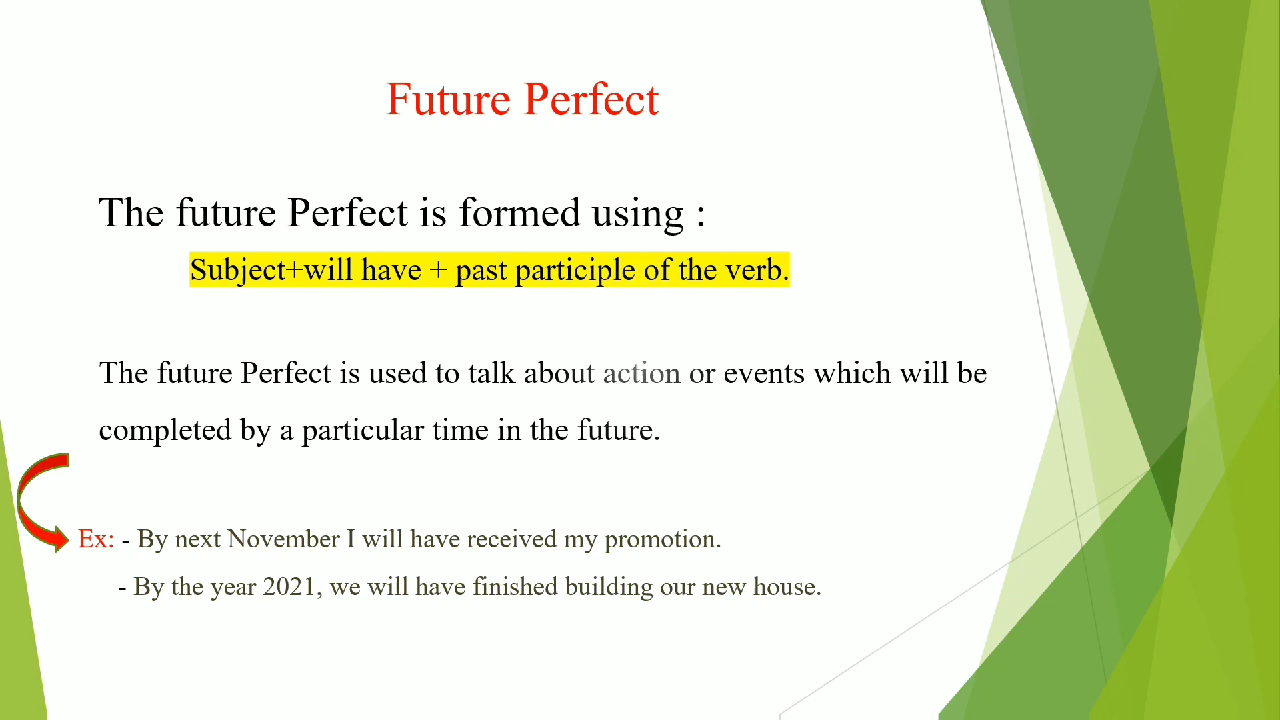 Future Perfect
The future Perfect is formed using :
Subject+will have + past participle of the verb.
The future Perfect is used to talk about action or events which will be
completed by a particular time in the future.
Ex: - By next November I will have received my promotion.
- By the year 2021, we will have finished building our new house.